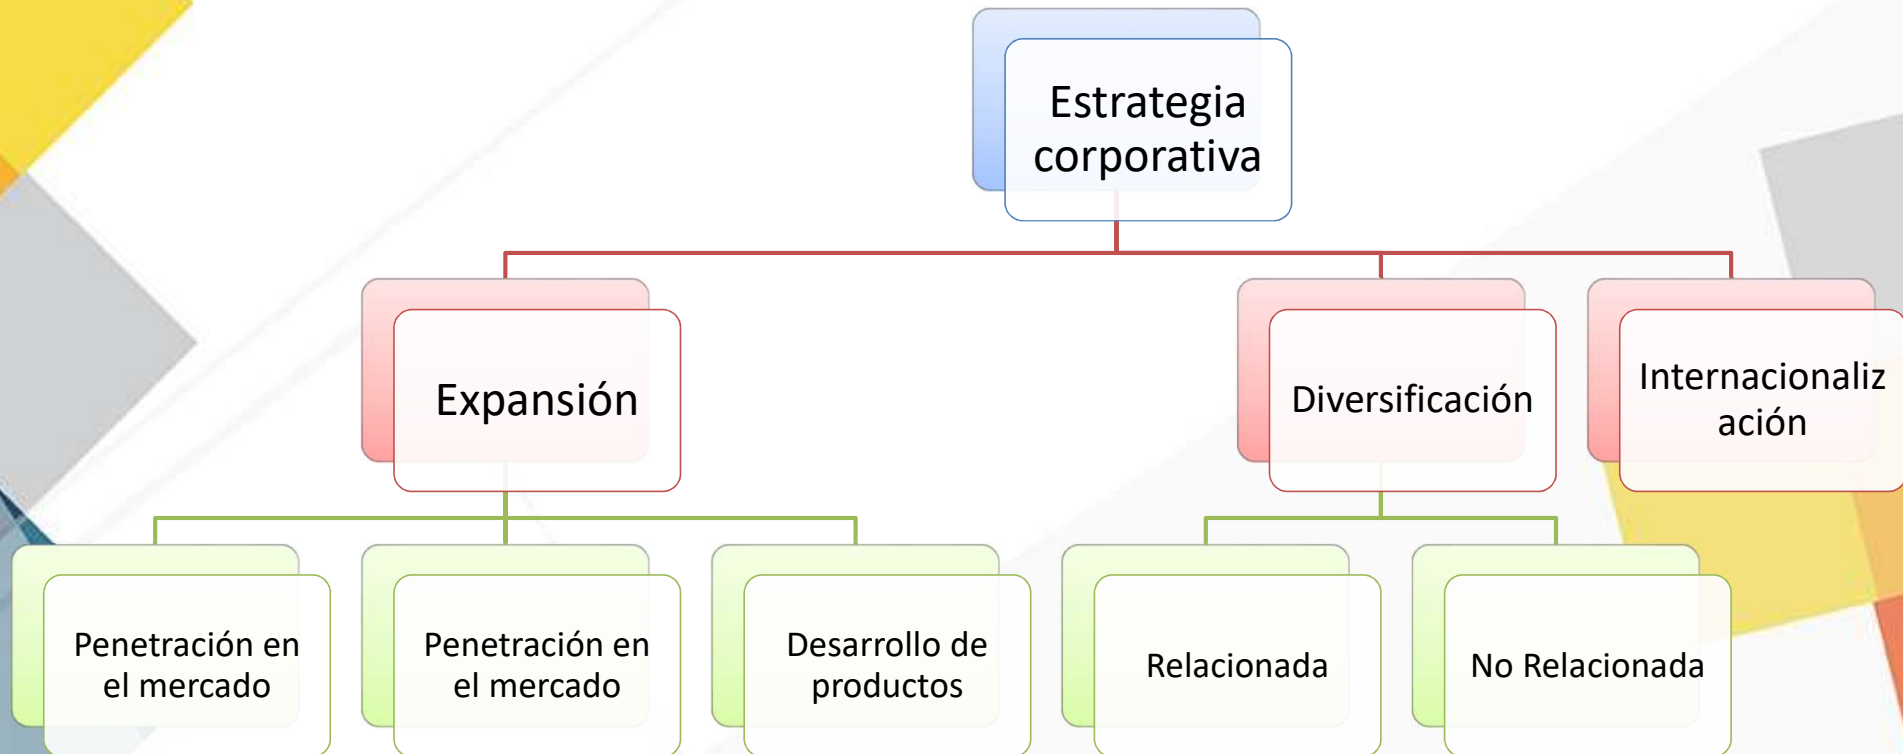 Estrategia
corporativa
Expansión
Diversificación
Internacionaliz
ación
Penetración en
el mercado
Penetración en
el mercado
Desarrollo de
productos
Relacionada
No Relacionada